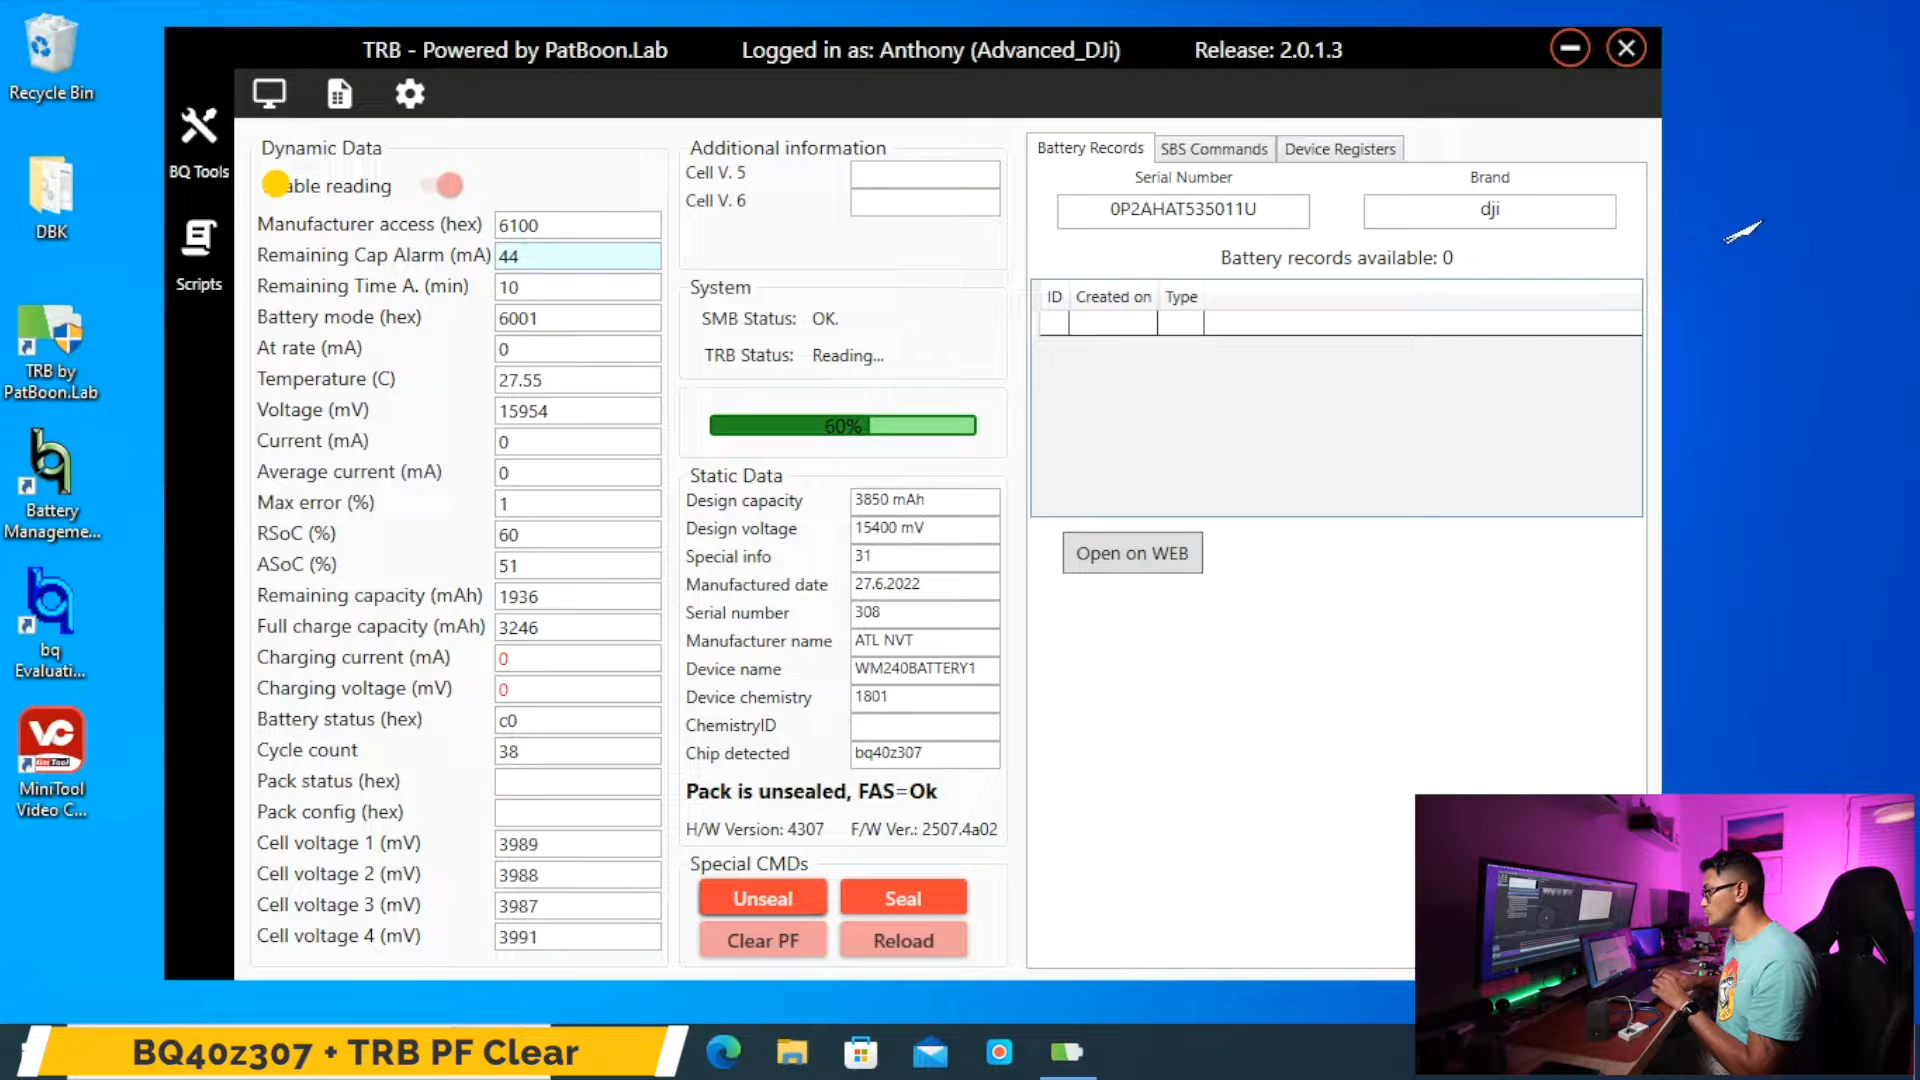 TRB - Powered by PatBoon.Lab
Logged in as: Anthony (Advanced_DJi)
Release: 2.0.1.3
Recycle Bin
DBK
TRB by
PatBoon.Lab
Battery
Manageme...
bq
Evaluati...
MiniTool
Video C...
BQ Tools
Scripts
Dynamic Data
able reading
Manufacturer access (hex) 6100
Remaining Cap Alarm (mA) 44
Remaining Time A. (min) 10
Battery mode (hex) 6001
At rate (mA) 0
Temperature (C) 27.55
Voltage (mV) 15954
Current (mA) 0
Average current (mA) 0
Max error (%) 1
RSoC (%) 60
ASoC (%) 51
Remaining capacity (mAh) 1936
Full charge capacity (mAh) 3246
Charging current (mA) 0
Charging voltage (mV) 0
Battery status (hex) c0
Cycle count 38
Pack status (hex)
Pack config (hex)
Cell voltage 1 (mV) 3989
Cell voltage 2 (mV) 3988
Cell voltage 3 (mV) 3987
Cell voltage 4 (mV) 3991
Additional information
Cell V. 5
Cell V. 6
System
SMB Status: OK.
TRB Status: Reading...
60%
Static Data
Design capacity 3850 mAh
Design voltage 15400 mV
Special info 31
Manufactured date 27.6.2022
Serial number 308
Manufacturer name ATL NVT
Device name WM240BATTERY1
Device chemistry 1801
ChemistryID
Chip detected bq40z307
Pack is unsealed, FAS=Ok
H/W Version: 4307 F/W Ver.: 2507.4a02
Special CMDs
Unseal Seal
Clear PF Reload
Battery Records SBS Commands Device Registers
Serial Number Brand
0P2AHAT535011U dji
Battery records available: 0
ID Created on Type
Open on WEB
BQ40z307 + TRB PF Clear